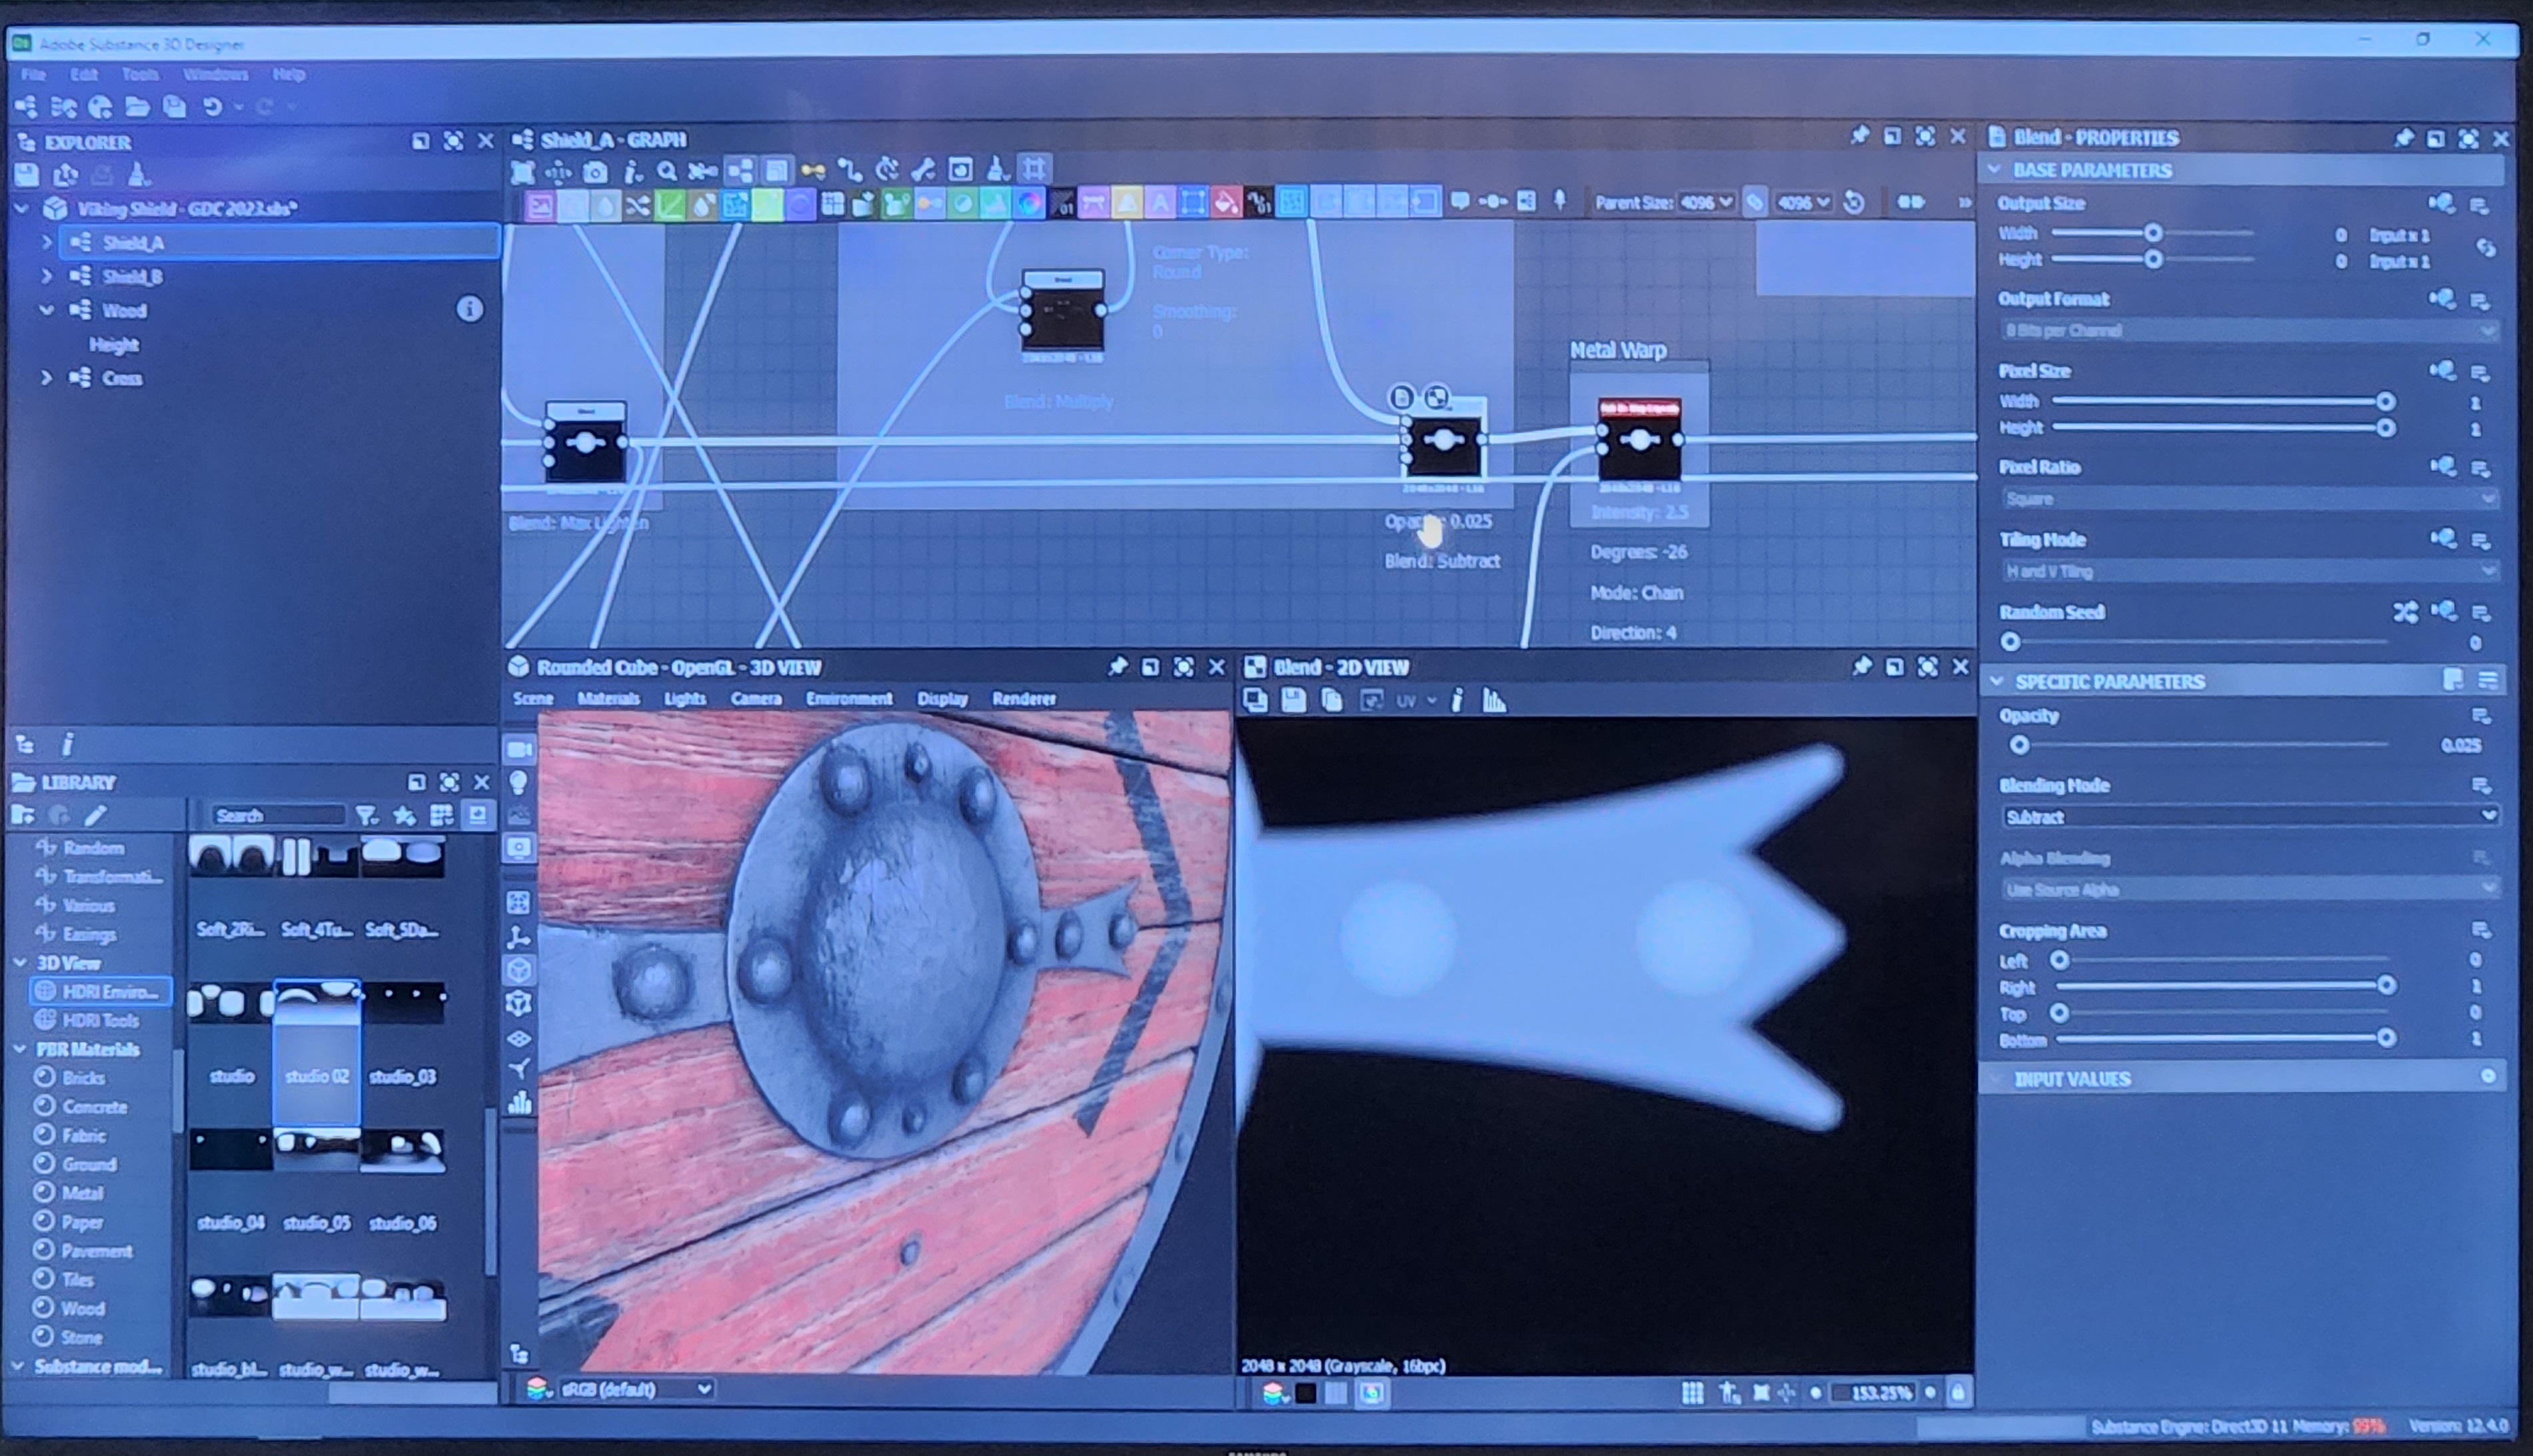 Adobe Substance 3D Designer
File Edit Tools Windows Help
EXPLORER
Viking Shield - GDC 2023.sbs*
Shield_A
Shield_B
Wood
Height
Cross
Shield_A - GRAPH
Parent Size: 4096 4096
Corner Type:
Round
Smoothing:
0
Blend
Blend: Multiply
Blend
Blend: Max Lighten
Opacity: 0.025
Blend: Subtract
Metal Warp
Intensity: 2.5
Degrees: -26
Mode: Chain
Direction: 4
Blend - PROPERTIES
BASE PARAMETERS
Output Size
Width 0 Input x 1
Height 0 Input x 1
Output Format
8 Bits per Channel
Pixel Size
Width 1
Height 1
Pixel Ratio
Square
Tiling Mode
H and V Tiling
Random Seed
0
SPECIFIC PARAMETERS
Opacity
0.025
Blending Mode
Subtract
Alpha Blending
Use Source Alpha
Cropping Area
Left 0
Right 1
Top 0
Bottom 1
INPUT VALUES
LIBRARY
Search
Random
Transformati...
Various
Easings
3D View
HDRI Enviro...
HDRI Tools
PBR Materials
Bricks
Concrete
Fabric
Ground
Metal
Paper
Pavement
Tiles
Wood
Stone
Substance mod...
Soft_2Ri... Soft_4Tu... Soft_5Da...
studio studio 02 studio_03
studio_04 studio_05 studio_06
studio_bl... studio_w... studio_w...
Rounded Cube - OpenGL - 3D VIEW
Scene Materials Lights Camera Environment Display Renderer
sRGB (default)
Blend - 2D VIEW
UV
2048 x 2048 (Grayscale, 16bpc)
153.25%
Substance Engine: Direct3D 11 Memory: 99% Version: 12.4.0